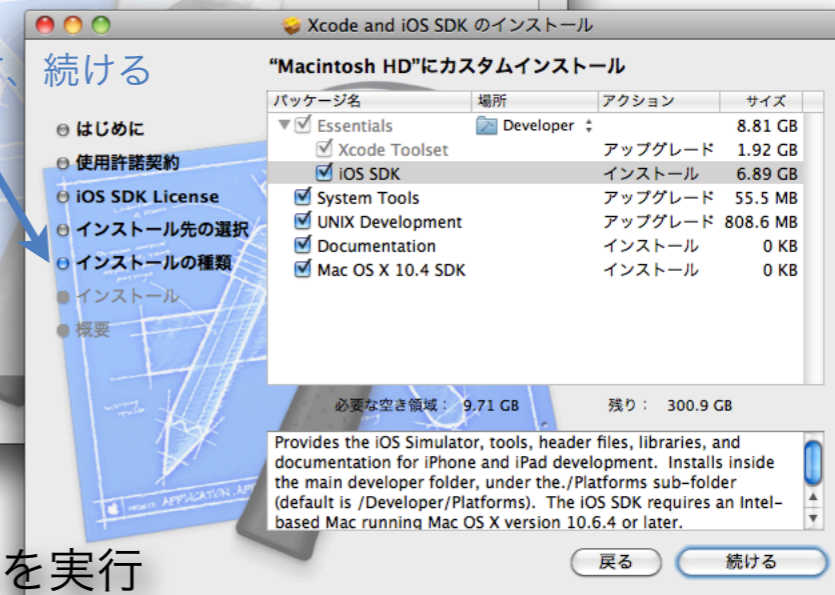 Xcode and iOS SDK のインストール
、続ける
"Macintosh HD"にカスタムインストール
はじめに
使用許諾契約
iOS SDK License
インストール先の選択
インストールの種類
インストール
概要
パッケージ名 場所 アクション サイズ
Essentials Developer 8.81 GB
Xcode Toolset アップグレード 1.92 GB
iOS SDK インストール 6.89 GB
System Tools アップグレード 55.5 MB
UNIX Development アップグレード 808.6 MB
Documentation インストール 0 KB
Mac OS X 10.4 SDK インストール 0 KB
必要な空き領域： 9.71 GB 残り： 300.9 GB
Provides the iOS Simulator, tools, header files, libraries, and
documentation for iPhone and iPad development. Installs inside
the main developer folder, under the./Platforms sub-folder
(default is /Developer/Platforms). The iOS SDK requires an Intel-
based Mac running Mac OS X version 10.6.4 or later.
戻る 続ける
を実行